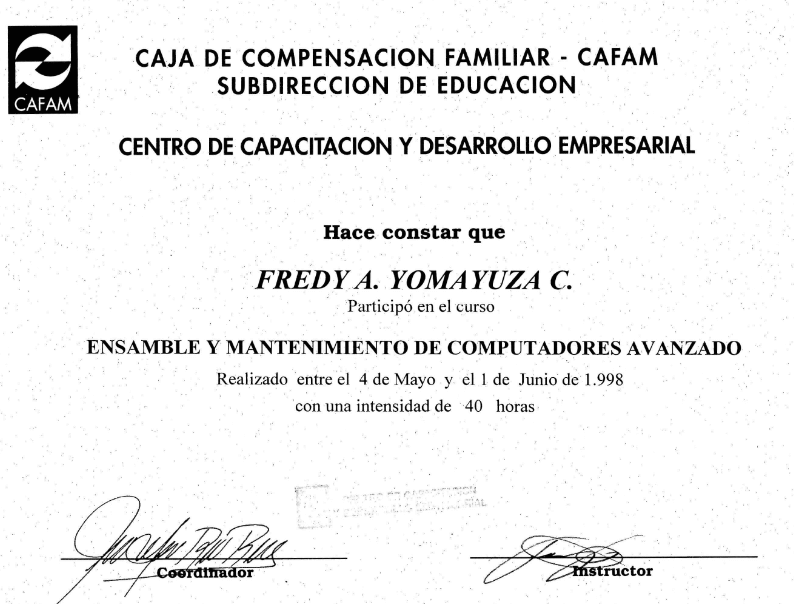 CAFAM
CAJA DE COMPENSACION FAMILIAR - CAFAM
SUBDIRECCION DE EDUCACION
CENTRO DE CAPACITACION Y DESARROLLO EMPRESARIAL
Hace constar que
FREDY A. YOMAYUZA C.
Participó en el curso
ENSAMBLE Y MANTENIMIENTO DE COMPUTADORES AVANZADO
Realizado entre el 4 de Mayo y el 1 de Junio de 1.998
con una intensidad de 40 horas
Coordinador
Instructor